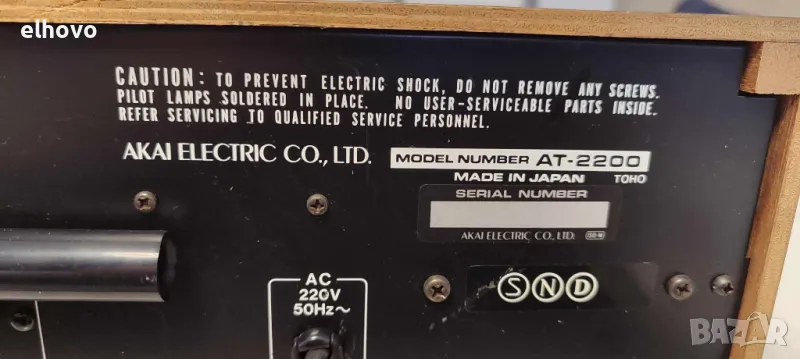 elhovo
CAUTION: TO PREVENT ELECTRIC SHOCK, DO NOT REMOVE ANY SCREWS.
PILOT LAMPS SOLDERED IN PLACE. NO USER-SERVICEABLE PARTS INSIDE.
REFER SERVICING TO QUALIFIED SERVICE PERSONNEL.
AKAI ELECTRIC CO., LTD. MODEL NUMBER AT-2200
MADE IN JAPAN TOHO
SERIAL NUMBER
AKAI ELECTRIC CO., LTD.
AC
220V
50Hz~
S N D
BAZAR